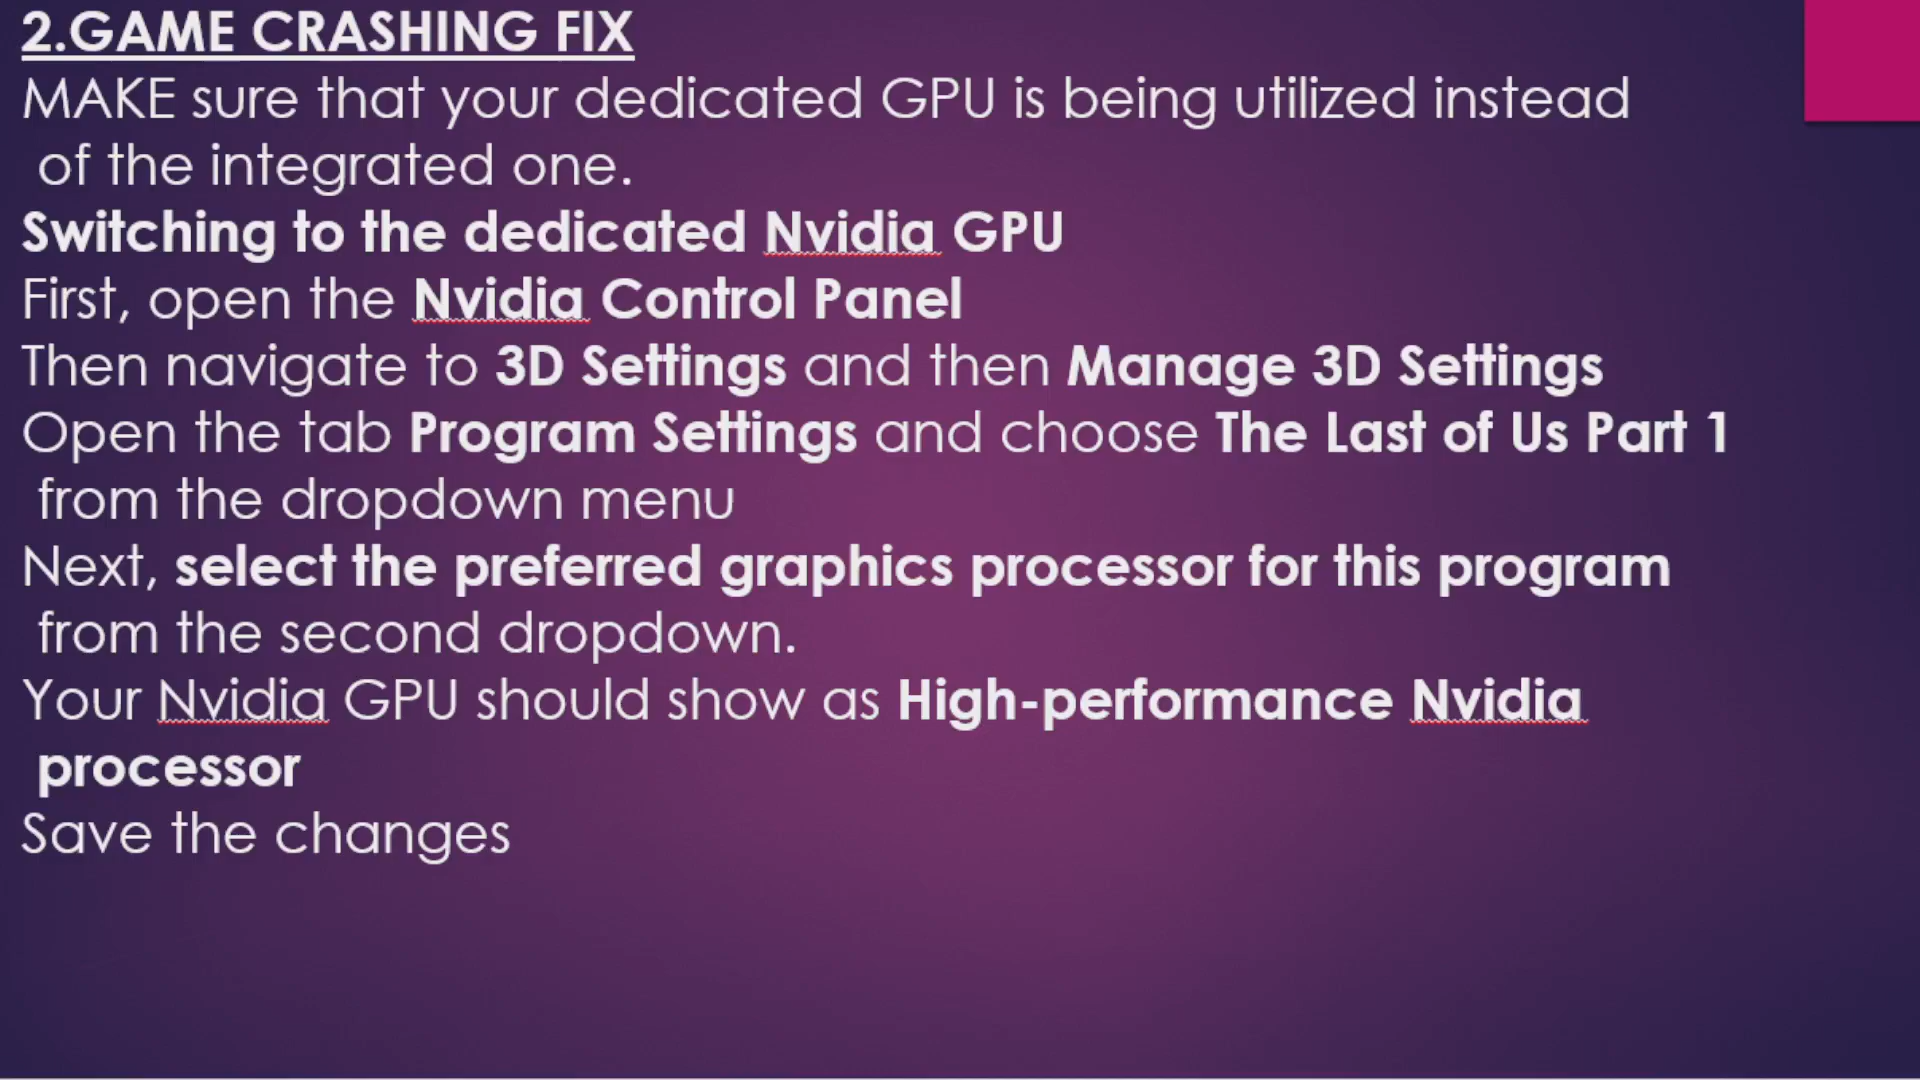 2.GAME CRASHING FIX
MAKE sure that your dedicated GPU is being utilized instead
of the integrated one.
Switching to the dedicated Nvidia GPU
First, open the Nvidia Control Panel
Then navigate to 3D Settings and then Manage 3D Settings
Open the tab Program Settings and choose The Last of Us Part 1
from the dropdown menu
Next, select the preferred graphics processor for this program
from the second dropdown.
Your Nvidia GPU should show as High-performance Nvidia
processor
Save the changes